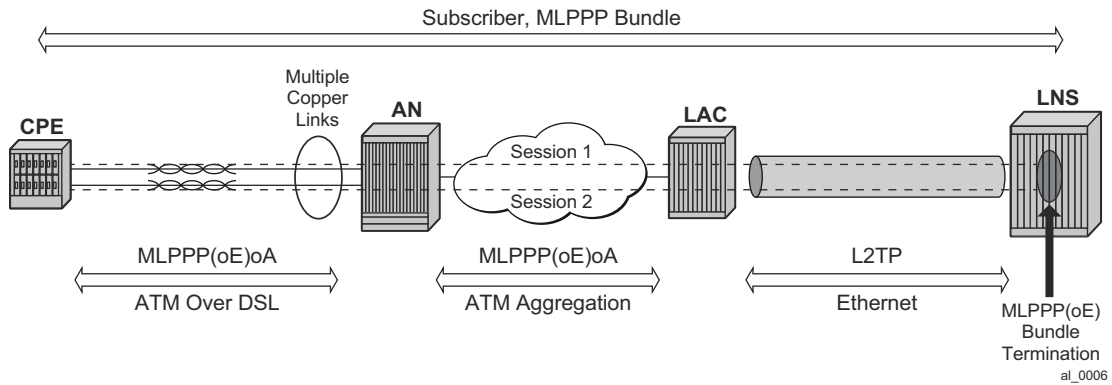 Subscriber, MLPPP Bundle
Multiple
Copper
Links
CPE
AN
LAC
LNS
Session 1
Session 2
MLPPP(oE)oA
ATM Over DSL
MLPPP(oE)oA
ATM Aggregation
L2TP
Ethernet
MLPPP(oE)
Bundle
Termination
al_0006